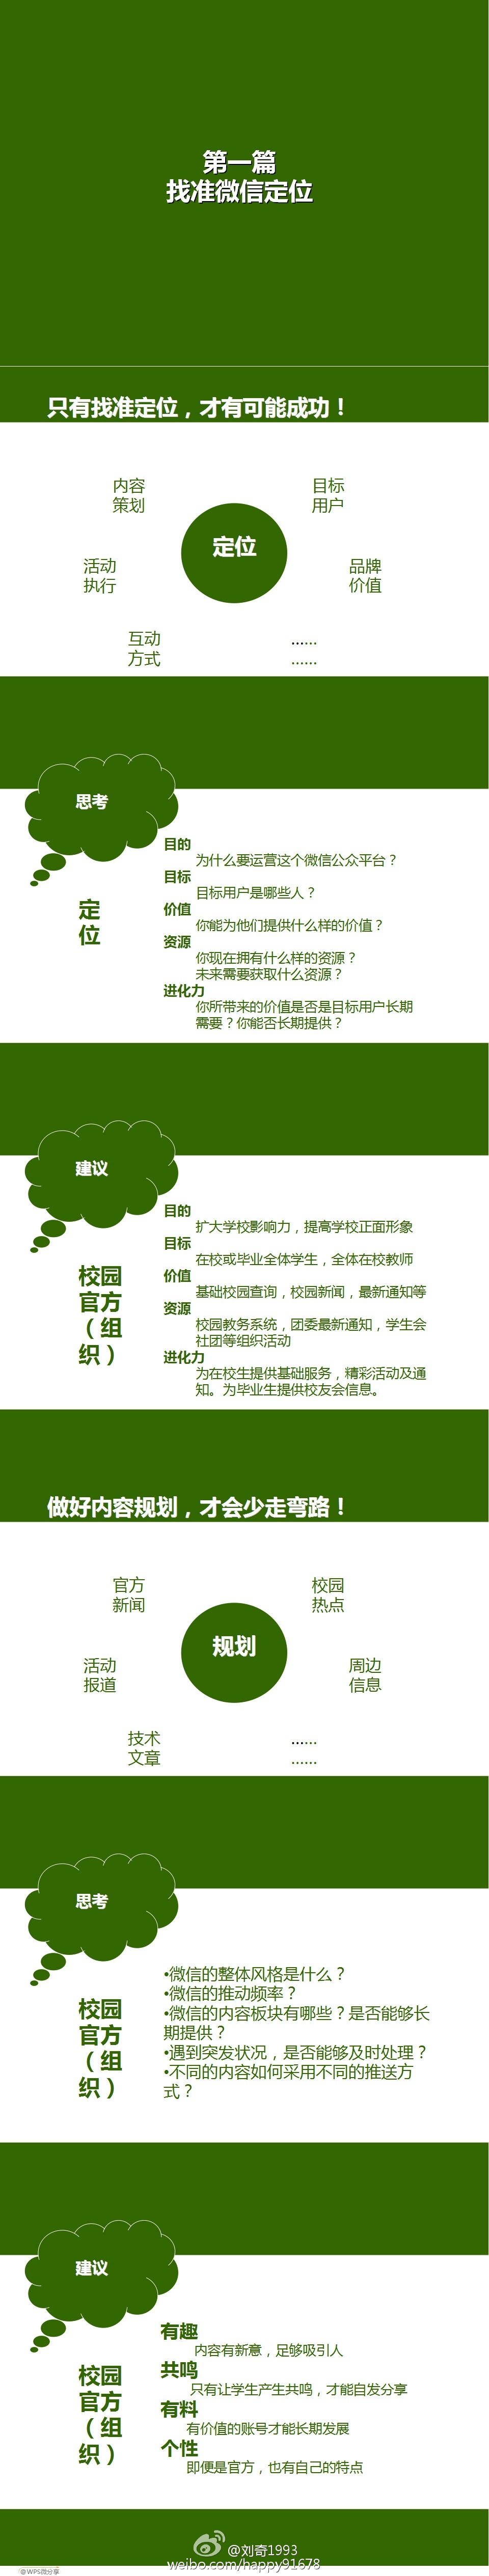 第一篇
找准微信定位
只有找准定位，才有可能成功！
内容
策划
目标
用户
定位
活动
执行
品牌
价值
互动
方式
……
……
思考
定
位
目的
为什么要运营这个微信公众平台？
目标
目标用户是哪些人？
价值
你能为他们提供什么样的价值？
资源
你现在拥有什么样的资源？
未来需要获取什么资源？
进化力
你所带来的价值是否是目标用户长期
需要？你能否长期提供？
建议
校园
官方
（组
织）
目的
扩大学校影响力，提高学校正面形象
目标
在校或毕业全体学生，全体在校教师
价值
基础校园查询，校园新闻，最新通知等
资源
校园教务系统，团委最新通知，学生会
社团等组织活动
进化力
为在校生提供基础服务，精彩活动及通
知。为毕业生提供校友会信息。
做好内容规划，才会少走弯路！
官方
新闻
校园
热点
规划
活动
报道
周边
信息
技术
文章
……
……
思考
校园
官方
（组
织）
•微信的整体风格是什么？
•微信的推动频率？
•微信的内容板块有哪些？是否能够长
期提供？
•遇到突发状况，是否能够及时处理？
•不同的内容如何采用不同的推送方
式？
建议
校园
官方
（组
织）
有趣
内容有新意，足够吸引人
共鸣
只有让学生产生共鸣，才能自发分享
有料
有价值的账号才能长期发展
个性
即便是官方，也有自己的特点
@刘奇1993
weibo.com/happy91678
@WPS微分享